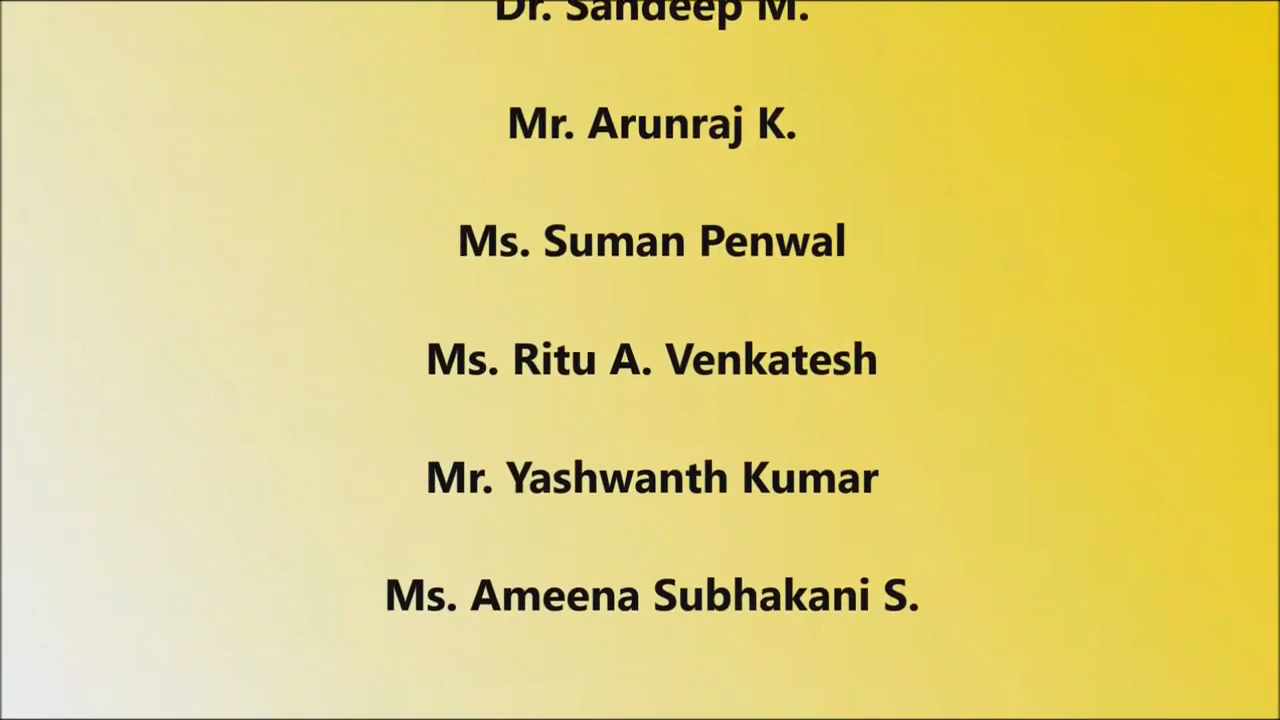 Dr. Sandeep M.
Mr. Arunraj K.
Ms. Suman Penwal
Ms. Ritu A. Venkatesh
Mr. Yashwanth Kumar
Ms. Ameena Subhakani S.